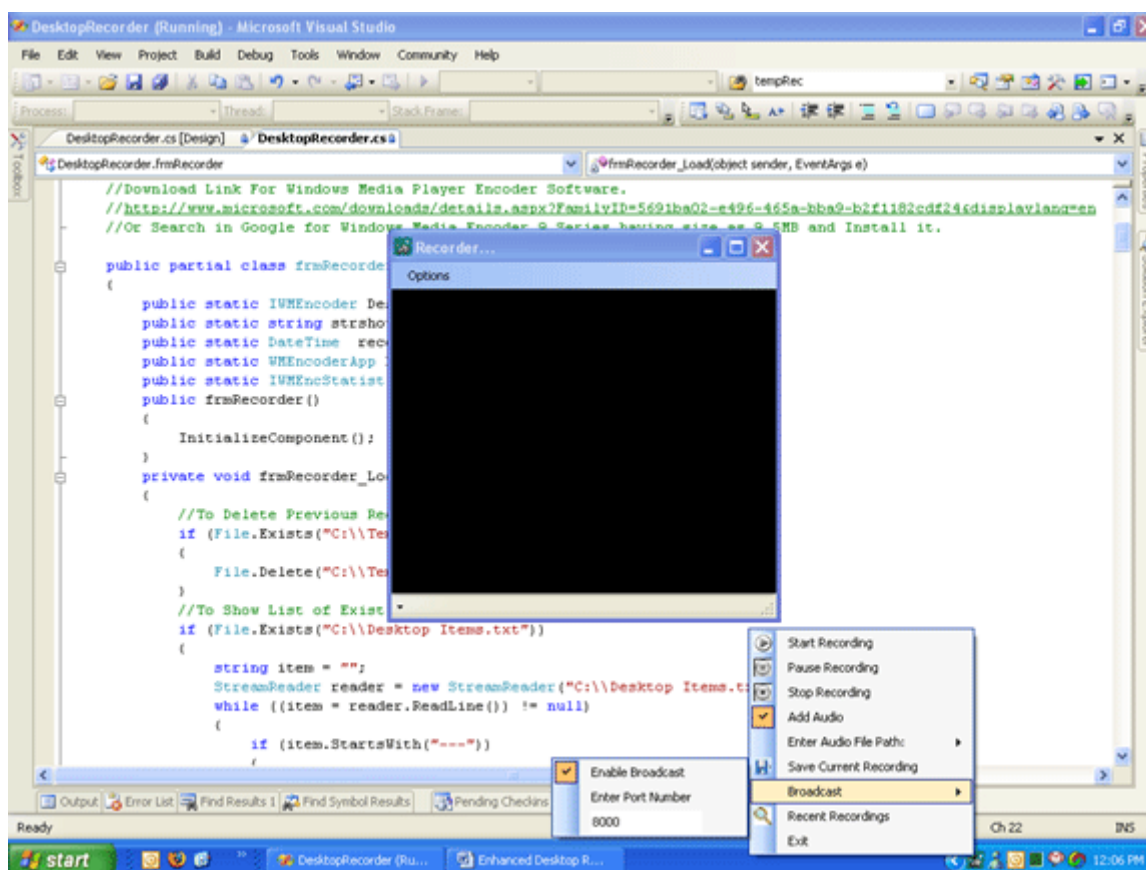 DesktopRecorder (Running) - Microsoft Visual Studio
File Edit View Project Build Debug Tools Window Community Help
tempRec
Process: Thread: Stack Frame:
DesktopRecorder.cs [Design] DesktopRecorder.cs
Toolbox
DesktopRecorder.frmRecorder frmRecorder_Load(object sender, EventArgs e)
//Download Link For Windows Media Player Encoder Software.
//http://www.microsoft.com/downloads/details.aspx?FamilyID=5691ba02-e496-465a-bba9-b2f1182cdf24&displaylang=en
//Or Search in Google for Windows Media Encoder 9 Series having size as 9.5MB and Install it.
public partial class frmRecorde
{
public static IWMEncoder De
public static string strsho
public static DateTime rec
public static WMEncoderApp
public static IWMEncStatist
public frmRecorder()
{
InitializeComponent();
}
private void frmRecorder_Lo
{
//To Delete Previous Re
if (File.Exists("C:\\Te
{
File.Delete("C:\\Te
}
//To Show List of Exist
if (File.Exists("C:\\Desktop Items.txt"))
{
string item = "";
StreamReader reader = new StreamReader("C:\\Desktop Items.t
while ((item = reader.ReadLine()) != null)
{
if (item.StartsWith("---"))
{
Recorder...
Options
Start Recording
Pause Recording
Stop Recording
Add Audio
Enter Audio File Path:
Save Current Recording
Broadcast
Recent Recordings
Exit
Enable Broadcast
Enter Port Number
8000
Output Error List Find Results 1 Find Symbol Results Pending Checkins
Ready Ch 22 INS
start DesktopRecorder (Ru... Enhanced Desktop R... 12:06 PM